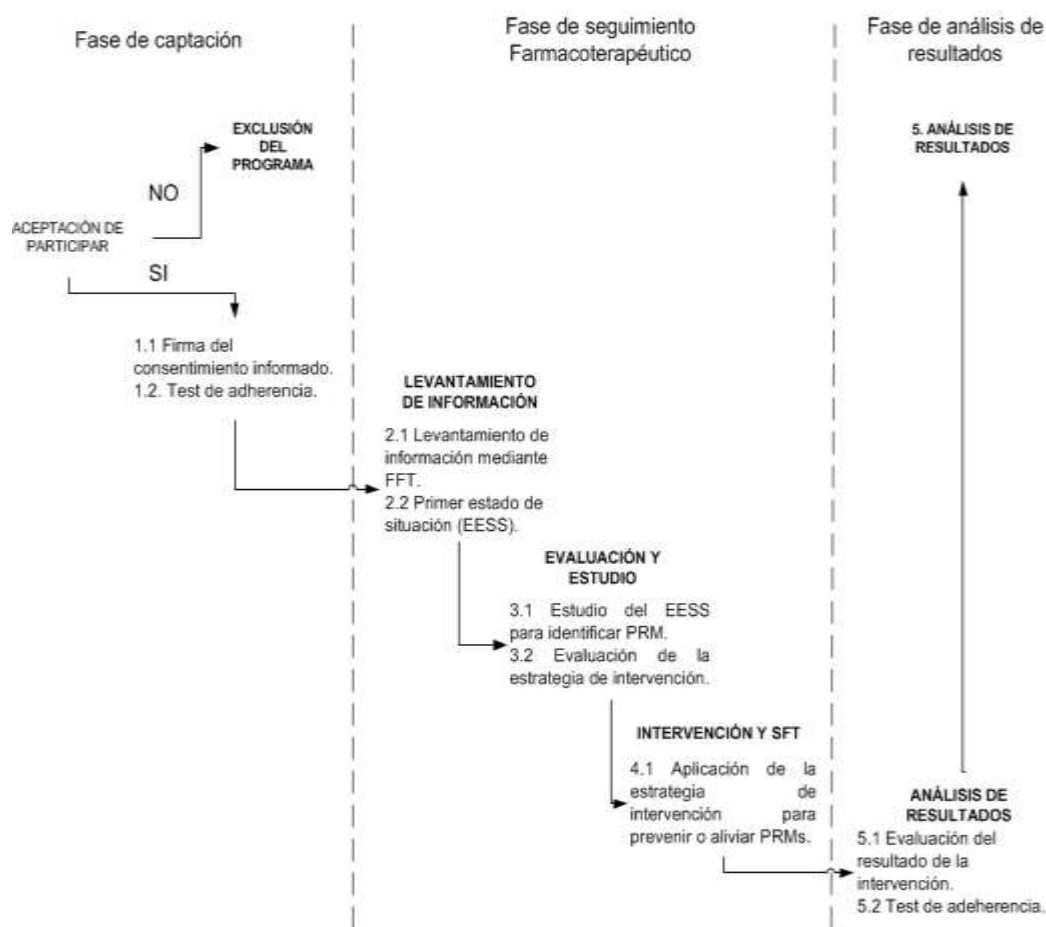 Fase de captación
Fase de seguimiento
Farmacoterapéutico
Fase de análisis de
resultados
EXCLUSIÓN
DEL
PROGRAMA
5. ANÁLISIS DE
RESULTADOS
NO
ACEPTACIÓN DE
PARTICIPAR
SI
1.1 Firma del
consentimiento informado.
1.2. Test de adherencia.
LEVANTAMIENTO
DE INFORMACIÓN
2.1 Levantamiento de
información mediante
FFT.
2.2 Primer estado de
situación (EESS).
EVALUACIÓN Y
ESTUDIO
3.1 Estudio del EESS
para identificar PRM.
3.2 Evaluación de la
estrategia de intervención.
INTERVENCIÓN Y SFT
4.1 Aplicación de la
estrategia de
intervención para
prevenir o aliviar PRMs.
ANÁLISIS DE
RESULTADOS
5.1 Evaluación del
resultado de la
intervención.
5.2 Test de adeherencia.